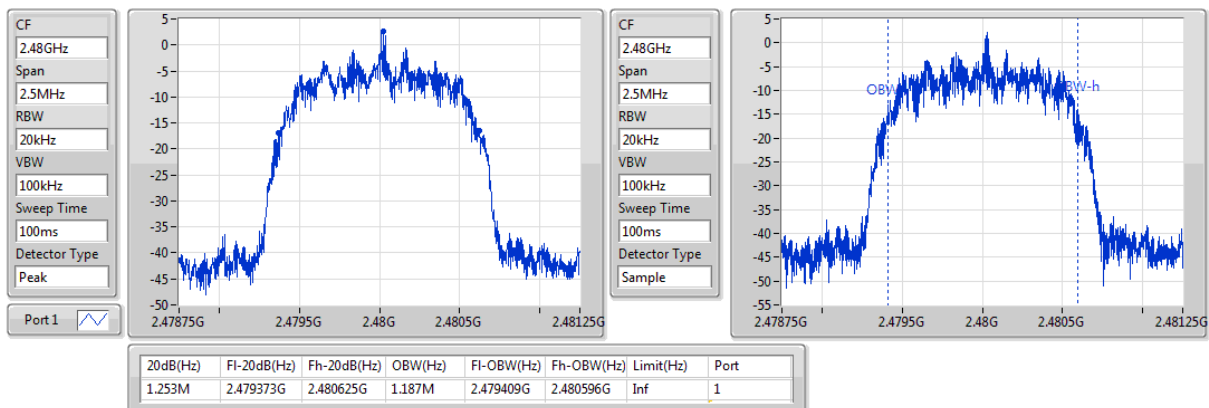 CF
2.48GHz
Span
2.5MHz
RBW
20kHz
VBW
100kHz
Sweep Time
100ms
Detector Type
Peak
Port 1
5
0
-5
-10
-15
-20
-25
-30
-35
-40
-45
-50
2.47875G 2.4795G 2.48G 2.4805G 2.48125G
CF
2.48GHz
Span
2.5MHz
RBW
20kHz
VBW
100kHz
Sweep Time
100ms
Detector Type
Sample
5
0
-5
-10
-15
-20
-25
-30
-35
-40
-45
-50
-55
OBW BW-h
2.47875G 2.4795G 2.48G 2.4805G 2.48125G
20dB(Hz) Fl-20dB(Hz) Fh-20dB(Hz) OBW(Hz) Fl-OBW(Hz) Fh-OBW(Hz) Limit(Hz) Port
1.253M 2.479373G 2.480625G 1.187M 2.479409G 2.480596G Inf 1